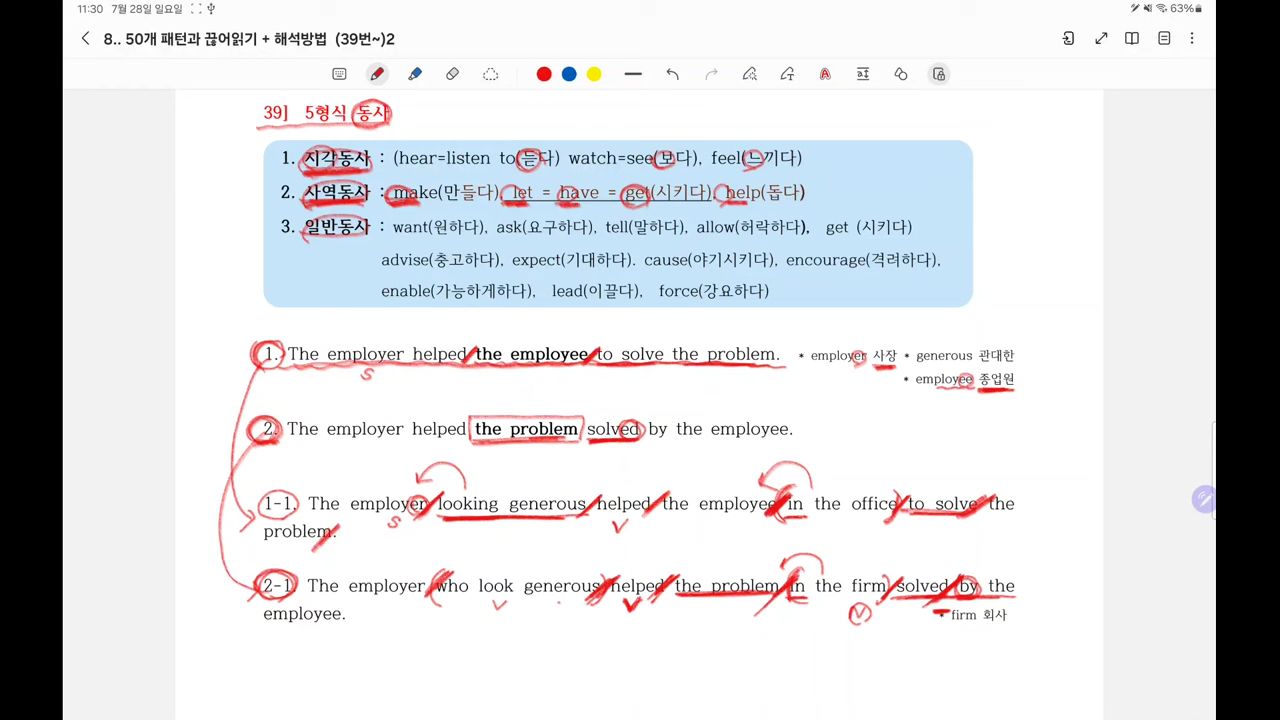 11:30 7월 28일 일요일 63%
8.. 50개 패턴과 끊어읽기 + 해석방법 (39번~)2
39] 5형식 동사
1. 지각동사 : (hear=listen to(듣다) watch=see(보다), feel(느끼다)
2. 사역동사 : make(만들다), let = have = get(시키다), help(돕다)
3. 일반동사 : want(원하다), ask(요구하다), tell(말하다), allow(허락하다), get (시키다)
advise(충고하다), expect(기대하다). cause(야기시키다), encourage(격려하다),
enable(가능하게하다), lead(이끌다), force(강요하다)
1. The employer helped the employee to solve the problem. * employer 사장 * generous 관대한
* employee 종업원
S
2. The employer helped the problem solved by the employee.
1-1. The employer looking generous helped the employee in the office to solve the
S V
problem.
2-1. The employer who look generous helped the problem in the firm solved by the
V V V
employee. * firm 회사